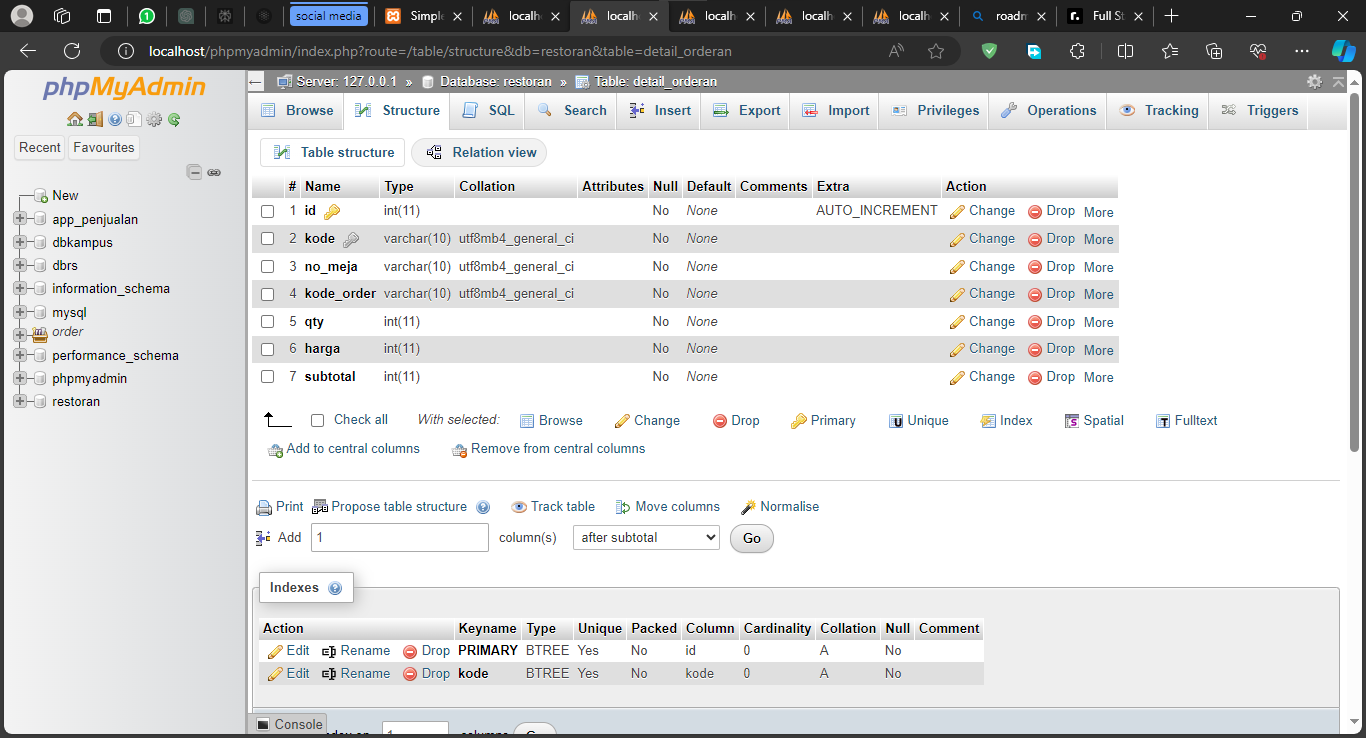 social media
Simple
localh
localh
localh
localh
localh
roadm
Full St
localhost/phpmyadmin/index.php?route=/table/structure&db=restoran&table=detail_orderan
phpMyAdmin
Recent Favourites
New
app_penjualan
dbkampus
dbrs
information_schema
mysql
order
performance_schema
phpmyadmin
restoran
Server: 127.0.0.1 » Database: restoran » Table: detail_orderan
Browse Structure SQL Search Insert Export Import Privileges Operations Tracking Triggers
Table structure Relation view
# Name Type Collation Attributes Null Default Comments Extra Action
1 id int(11) No None AUTO_INCREMENT Change Drop More
2 kode varchar(10) utf8mb4_general_ci No None Change Drop More
3 no_meja varchar(10) utf8mb4_general_ci No None Change Drop More
4 kode_order varchar(10) utf8mb4_general_ci No None Change Drop More
5 qty int(11) No None Change Drop More
6 harga int(11) No None Change Drop More
7 subtotal int(11) No None Change Drop More
Check all With selected: Browse Change Drop Primary Unique Index Spatial Fulltext
Add to central columns Remove from central columns
Print Propose table structure Track table Move columns Normalise
Add 1 column(s) after subtotal Go
Indexes
Action Keyname Type Unique Packed Column Cardinality Collation Null Comment
Edit Rename Drop PRIMARY BTREE Yes No id 0 A No
Edit Rename Drop kode BTREE Yes No kode 0 A No
Console